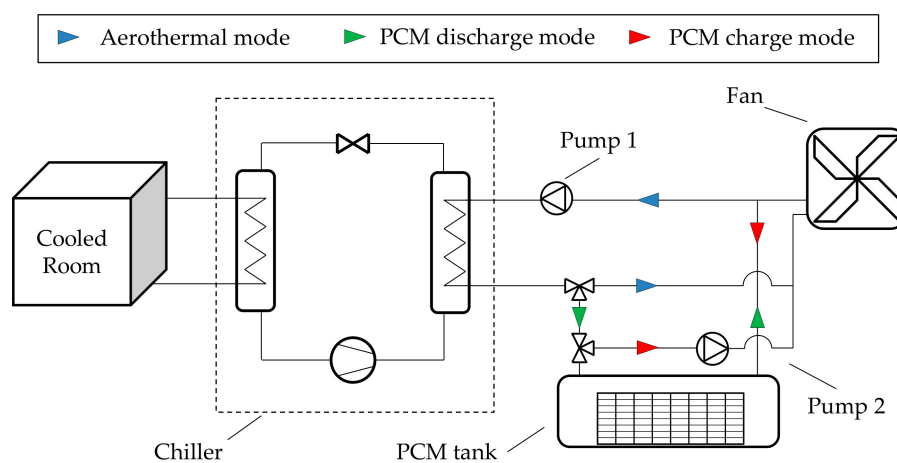 Aerothermal mode PCM discharge mode PCM charge mode
Fan
Pump 1
Cooled
Room
Pump 2
Chiller
PCM tank